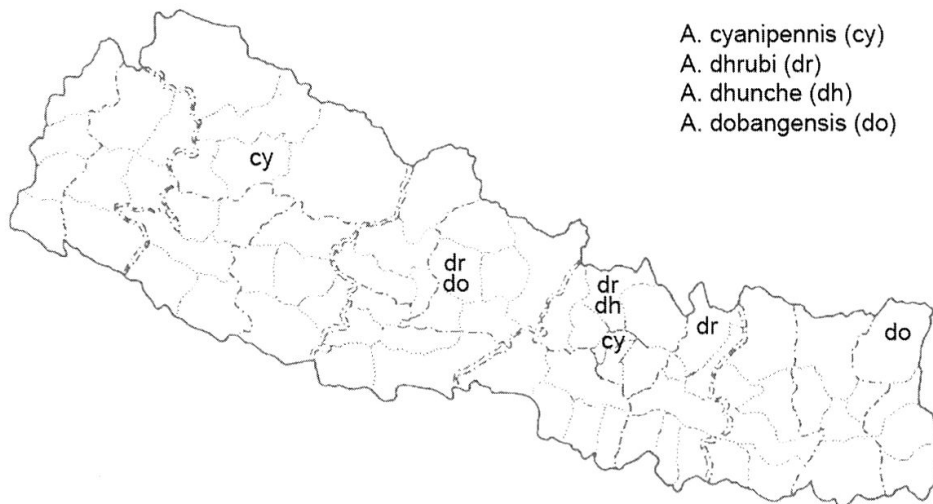 A. cyanipennis (cy)
A. dhrubi (dr)
A. dhunche (dh)
A. dobangensis (do)
cy
dr
do
dr
dh
cy
dr
do